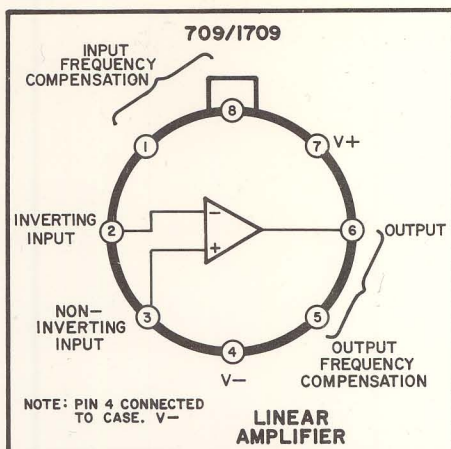 709/1709
INPUT
FREQUENCY
COMPENSATION
8
1
7
V+
INVERTING
INPUT
2
−
+
6
OUTPUT
NON-
INVERTING
INPUT
3
5
4
V−
OUTPUT
FREQUENCY
COMPENSATION
NOTE: PIN 4 CONNECTED
TO CASE. V−
LINEAR
AMPLIFIER